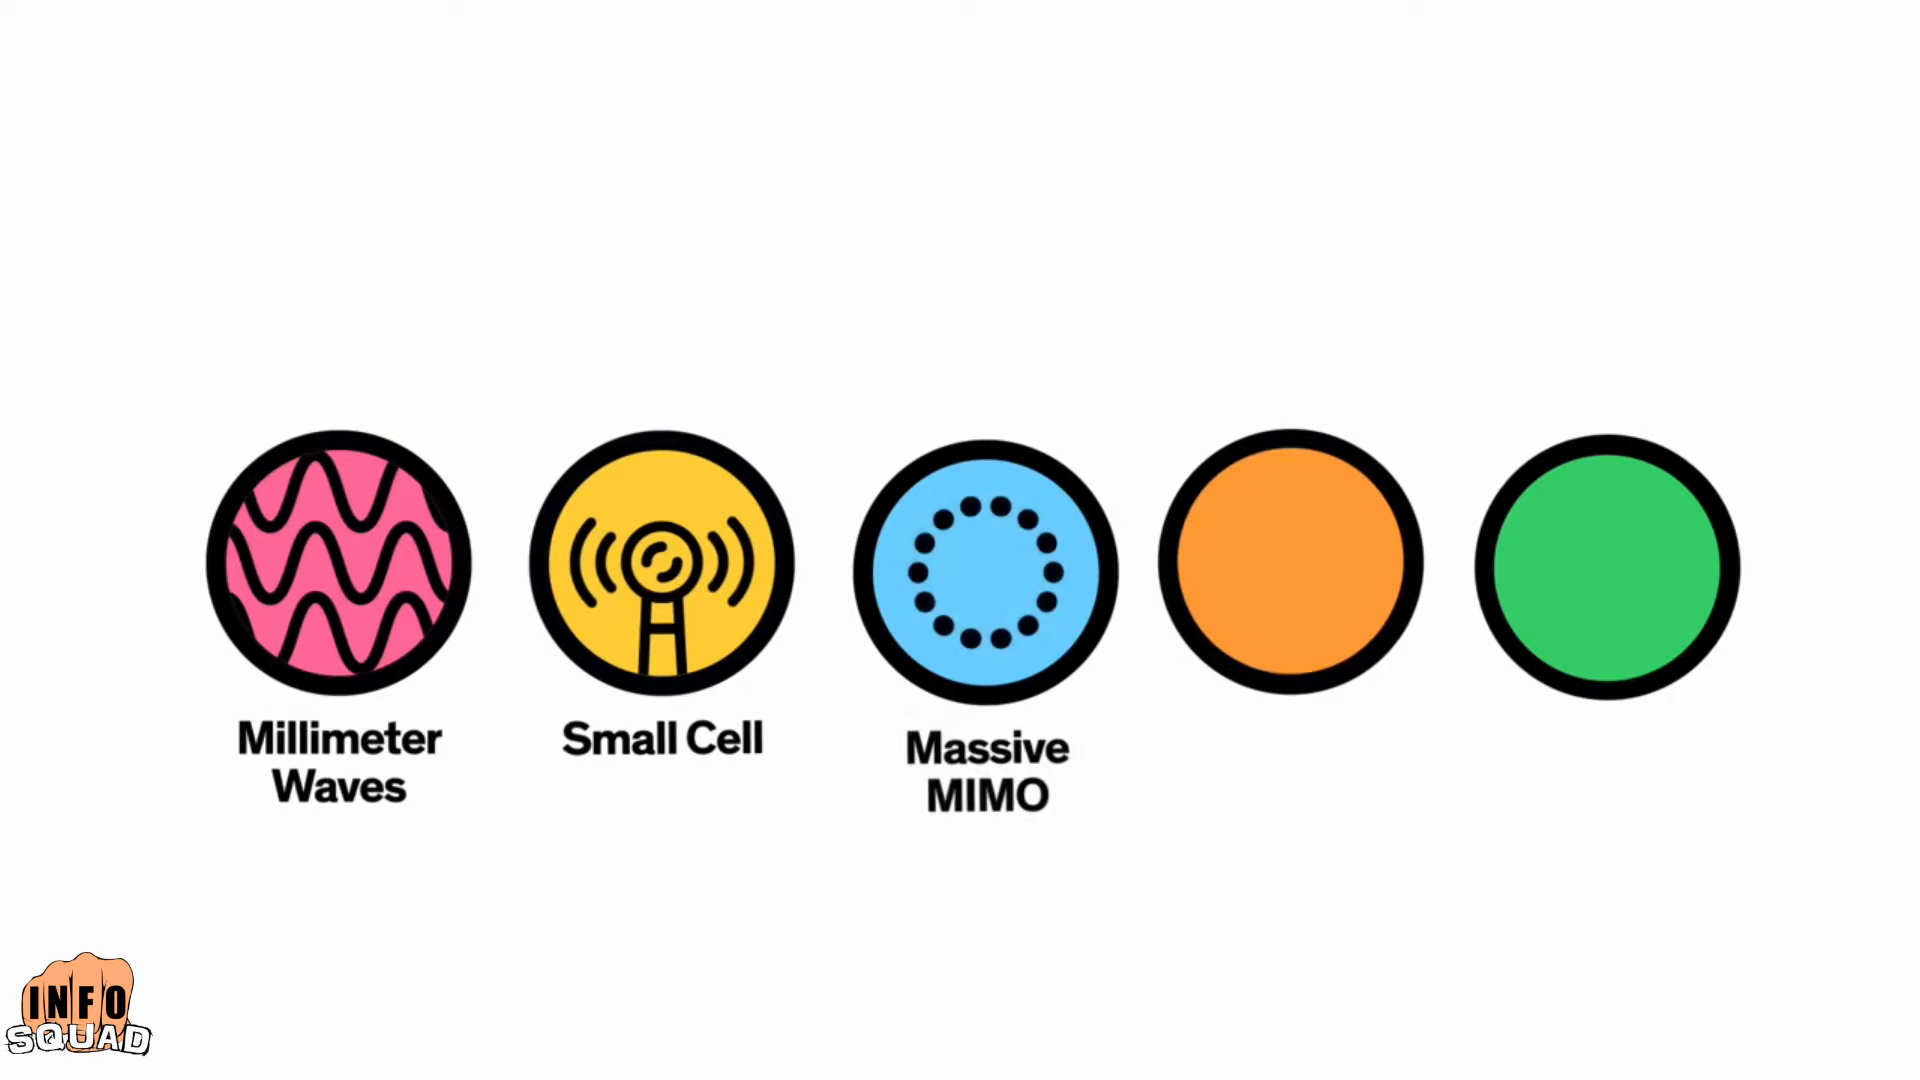 Millimeter
Waves
Small Cell
Massive
MIMO
INFO
SQUAD